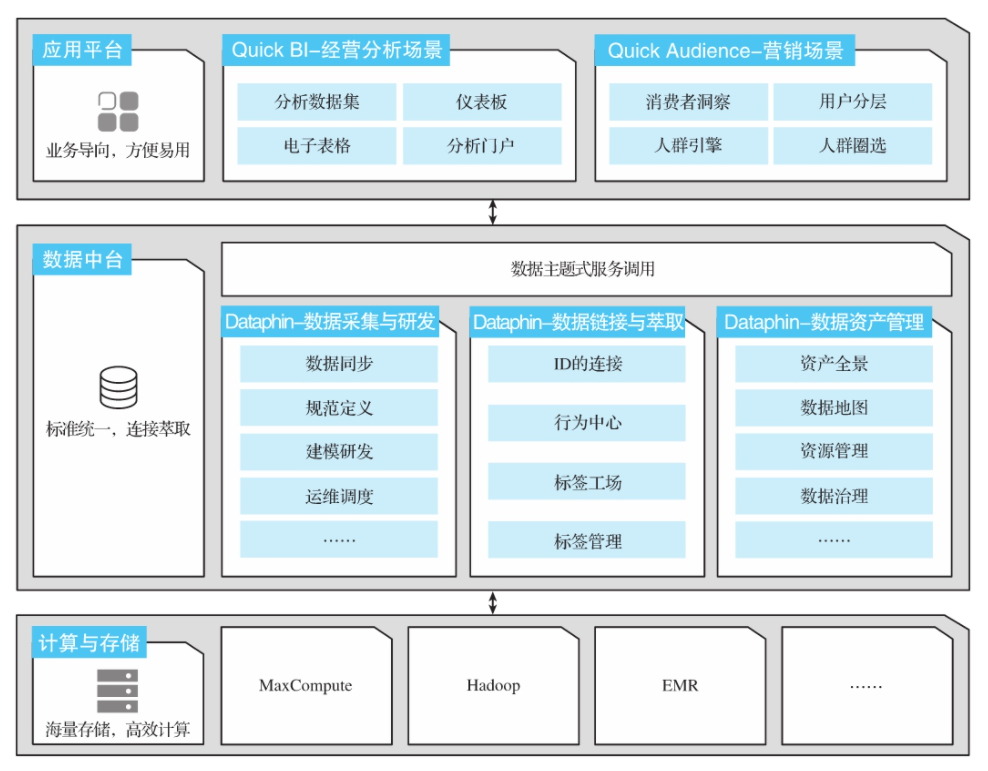 应用平台
业务导向，方便易用
Quick BI–经营分析场景
分析数据集
仪表板
电子表格
分析门户
Quick Audience–营销场景
消费者洞察
用户分层
人群引擎
人群圈选
数据中台
标准统一，连接萃取
数据主题式服务调用
Dataphin–数据采集与研发
数据同步
规范定义
建模研发
运维调度
……
Dataphin–数据链接与萃取
ID的连接
行为中心
标签工场
标签管理
Dataphin–数据资产管理
资产全景
数据地图
资源管理
数据治理
……
计算与存储
海量存储，高效计算
MaxCompute
Hadoop
EMR
……